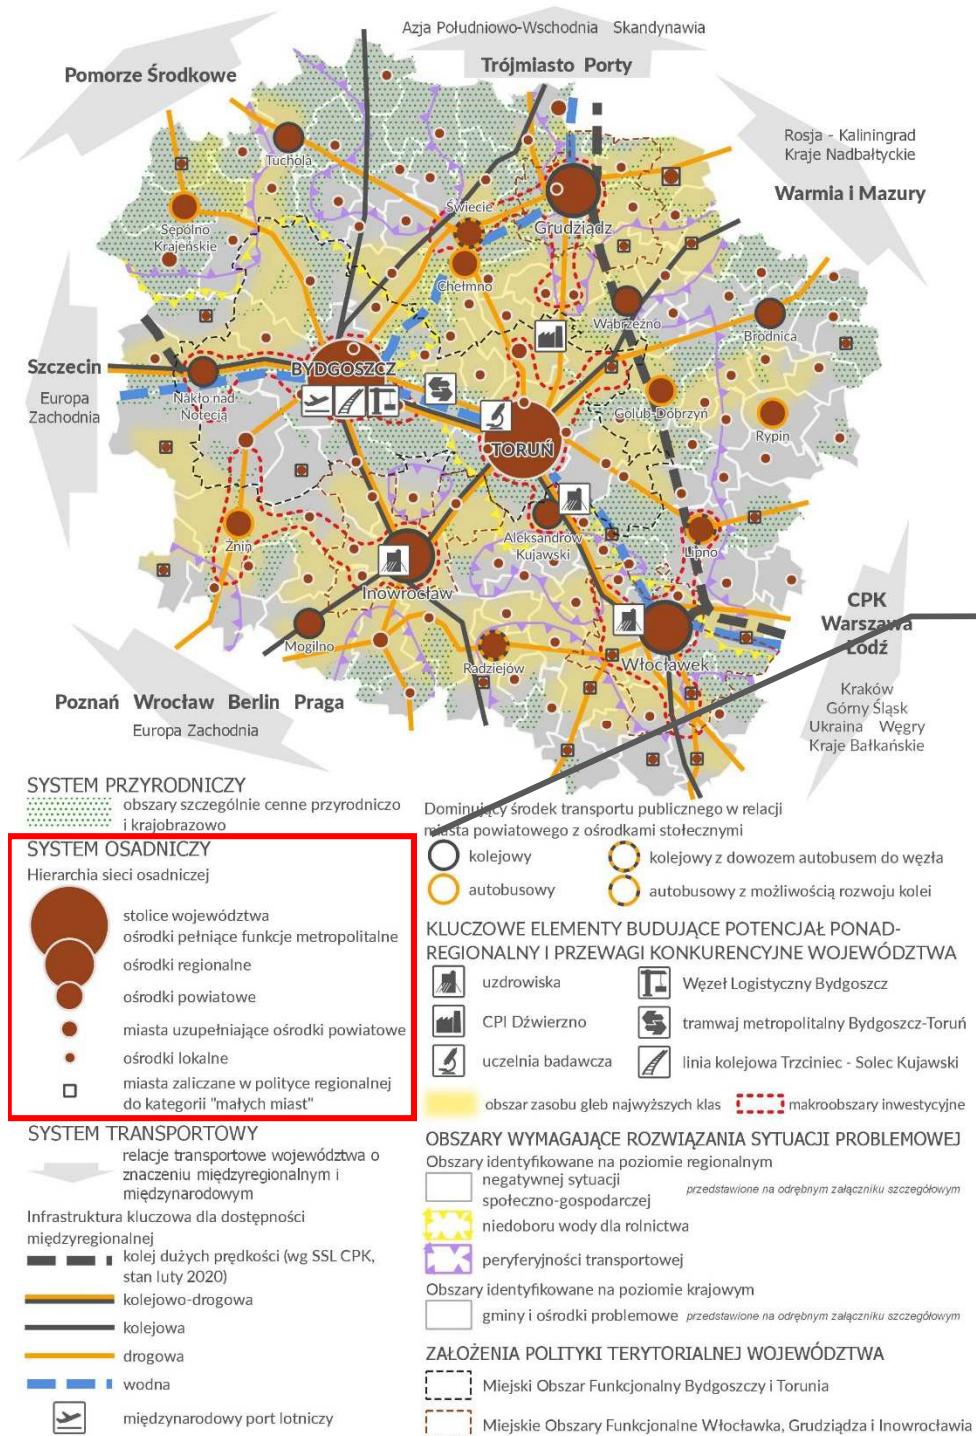 Azja Południowo-Wschodnia Skandynawia
Trójmiasto Porty
Pomorze Środkowe
Rosja - Kaliningrad
Kraje Nadbałtyckie
Warmia i Mazury
Tuchola
Świecie
Sępólno
Krajeńskie
Grudziądz
Chełmno
Wąbrzeźno
Brodnica
Szczecin
Europa
Zachodnia
BYDGOSZCZ
Nakło nad
Notecią
Golub-Dobrzyń
Rypin
TORUŃ
Żnin
Aleksandrów
Kujawski
Lipno
Inowrocław
CPK
Warszawa
Łódź
Mogilno
Radziejów
Włocławek
Poznań Wrocław Berlin Praga
Europa Zachodnia
Kraków
Górny Śląsk
Ukraina Węgry
Kraje Bałkańskie
SYSTEM PRZYRODNICZY
obszary szczególnie cenne przyrodniczo
i krajobrazowo
SYSTEM OSADNICZY
Hierarchia sieci osadniczej
stolice województwa
ośrodki pełniące funkcje metropolitalne
ośrodki regionalne
ośrodki powiatowe
miasta uzupełniające ośrodki powiatowe
ośrodki lokalne
miasta zaliczane w polityce regionalnej
do kategorii "małych miast"
SYSTEM TRANSPORTOWY
relacje transportowe województwa o
znaczeniu międzyregionalnym i
międzynarodowym
Infrastruktura kluczowa dla dostępności
międzyregionalnej
kolej dużych prędkości (wg SSL CPK,
stan luty 2020)
kolejowo-drogowa
kolejowa
drogowa
wodna
międzynarodowy port lotniczy
Dominujący środek transportu publicznego w relacji
miasta powiatowego z ośrodkami stołecznymi
kolejowy
kolejowy z dowozem autobusem do węzła
autobusowy
autobusowy z możliwością rozwoju kolei
KLUCZOWE ELEMENTY BUDUJĄCE POTENCJAŁ PONAD-
REGIONALNY I PRZEWAGI KONKURENCYJNE WOJEWÓDZTWA
uzdrowiska
Węzeł Logistyczny Bydgoszcz
CPI Dźwierzno
tramwaj metropolitalny Bydgoszcz-Toruń
uczelnia badawcza
linia kolejowa Trzciniec - Solec Kujawski
obszar zasobu gleb najwyższych klas
makroobszary inwestycyjne
OBSZARY WYMAGAJĄCE ROZWIĄZANIA SYTUACJI PROBLEMOWEJ
Obszary identyfikowane na poziomie regionalnym
negatywnej sytuacji
społeczno-gospodarczej
przedstawione na odrębnym załączniku szczegółowym
niedoboru wody dla rolnictwa
peryferyjności transportowej
Obszary identyfikowane na poziomie krajowym
gminy i ośrodki problemowe przedstawione na odrębnym załączniku szczegółowym
ZAŁOŻENIA POLITYKI TERYTORIALNEJ WOJEWÓDZTWA
Miejski Obszar Funkcjonalny Bydgoszczy i Torunia
Miejskie Obszary Funkcjonalne Włocławka, Grudziądza i Inowrocławia